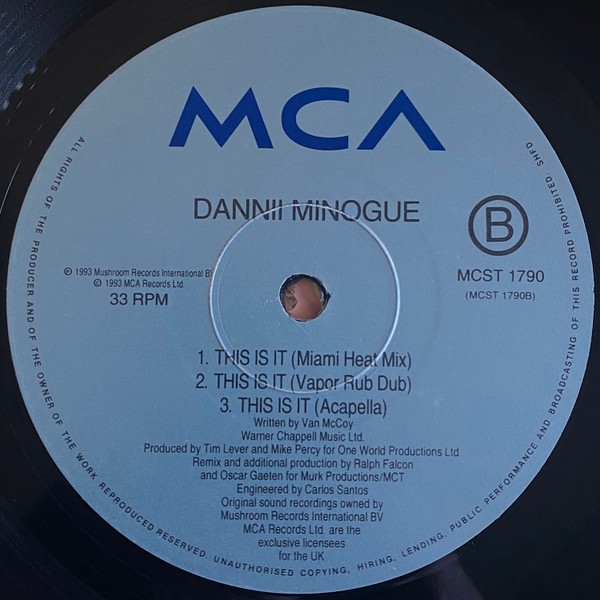 MCA
DANNII MINOGUE
B
MCST 1790
(MCST 1790B)
℗ 1993 Mushroom Records International BV
© 1993 MCA Records Ltd.
33 RPM
1. THIS IS IT (Miami Heat Mix)
2. THIS IS IT (Vapor Rub Dub)
3. THIS IS IT (Acapella)
Written by Van McCoy
Warner Chappell Music Ltd.
Produced by Tim Lever and Mike Percy for One World Productions Ltd
Remix and additional production by Ralph Falcon
and Oscar Gaeten for Murk Productions/MCT
Engineered by Carlos Santos
Original sound recordings owned by
Mushroom Records International BV
MCA Records Ltd. are the
exclusive licensees
for the UK
ALL RIGHTS OF THE PRODUCER AND OF THE OWNER OF THE WORK REPRODUCED RESERVED. UNAUTHORISED COPYING, HIRING, LENDING, PUBLIC PERFORMANCE AND BROADCASTING OF THIS RECORD PROHIBITED. SHFD